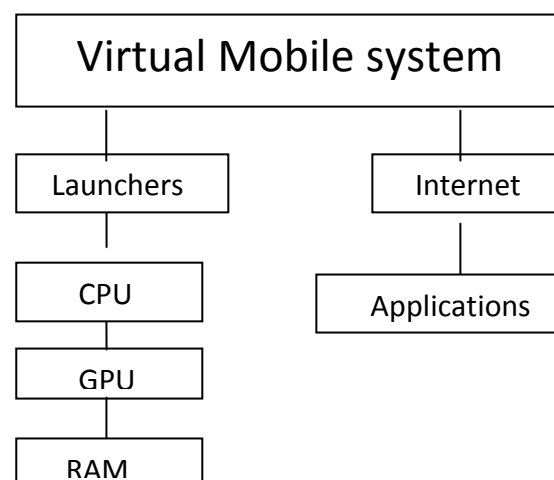 Virtual Mobile system
Launchers
Internet
CPU
Applications
GPU
RAM